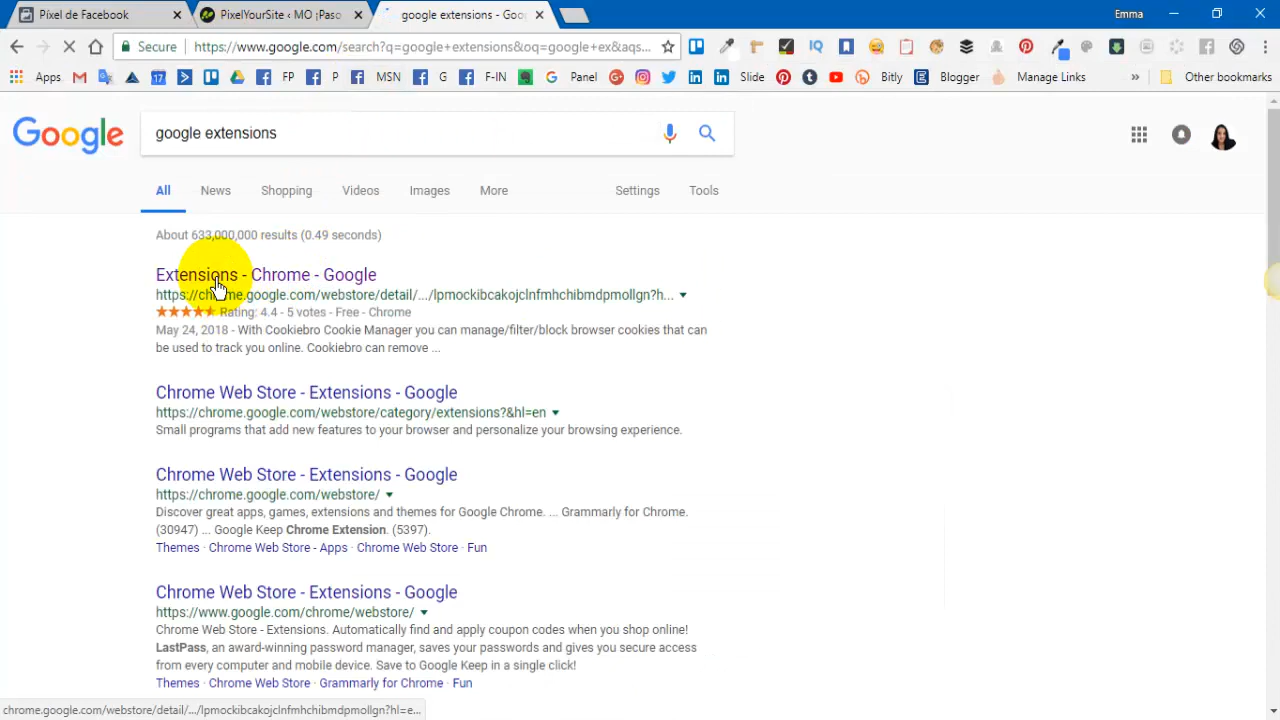 Píxel de Facebook
PixelYourSite ‹ MO ¡Paso
google extensions - Goo
Emma
Secure
https://www.google.com/search?q=google+extensions&oq=google+ex&aqs...
Apps
FP
P
MSN
G
F-IN
Panel
Slide
Bitly
Blogger
Manage Links
»
Other bookmarks
Google
google extensions
All
News
Shopping
Videos
Images
More
Settings
Tools
About 633,000,000 results (0.49 seconds)
Extensions - Chrome - Google
https://chrome.google.com/webstore/detail/.../lpmockibcakojclnfmhchibmdpmollgn?h...
Rating: 4.4 - 5 votes - Free - Chrome
May 24, 2018 - With Cookiebro Cookie Manager you can manage/filter/block browser cookies that can
be used to track you online. Cookiebro can remove ...
Chrome Web Store - Extensions - Google
https://chrome.google.com/webstore/category/extensions?&hl=en
Small programs that add new features to your browser and personalize your browsing experience.
Chrome Web Store - Extensions - Google
https://chrome.google.com/webstore/
Discover great apps, games, extensions and themes for Google Chrome. ... Grammarly for Chrome.
(30947) ... Google Keep Chrome Extension. (5397).
Themes · Chrome Web Store - Apps · Chrome Web Store · Fun
Chrome Web Store - Extensions - Google
https://www.google.com/chrome/webstore/
Chrome Web Store - Extensions. Automatically find and apply coupon codes when you shop online!
LastPass, an award-winning password manager, saves your passwords and gives you secure access
from every computer and mobile device. Save to Google Keep in a single click!
Themes · Chrome Web Store · Grammarly for Chrome · Fun
chrome.google.com/webstore/detail/.../lpmockibcakojclnfmhchibmdpmollgn?hl=e...